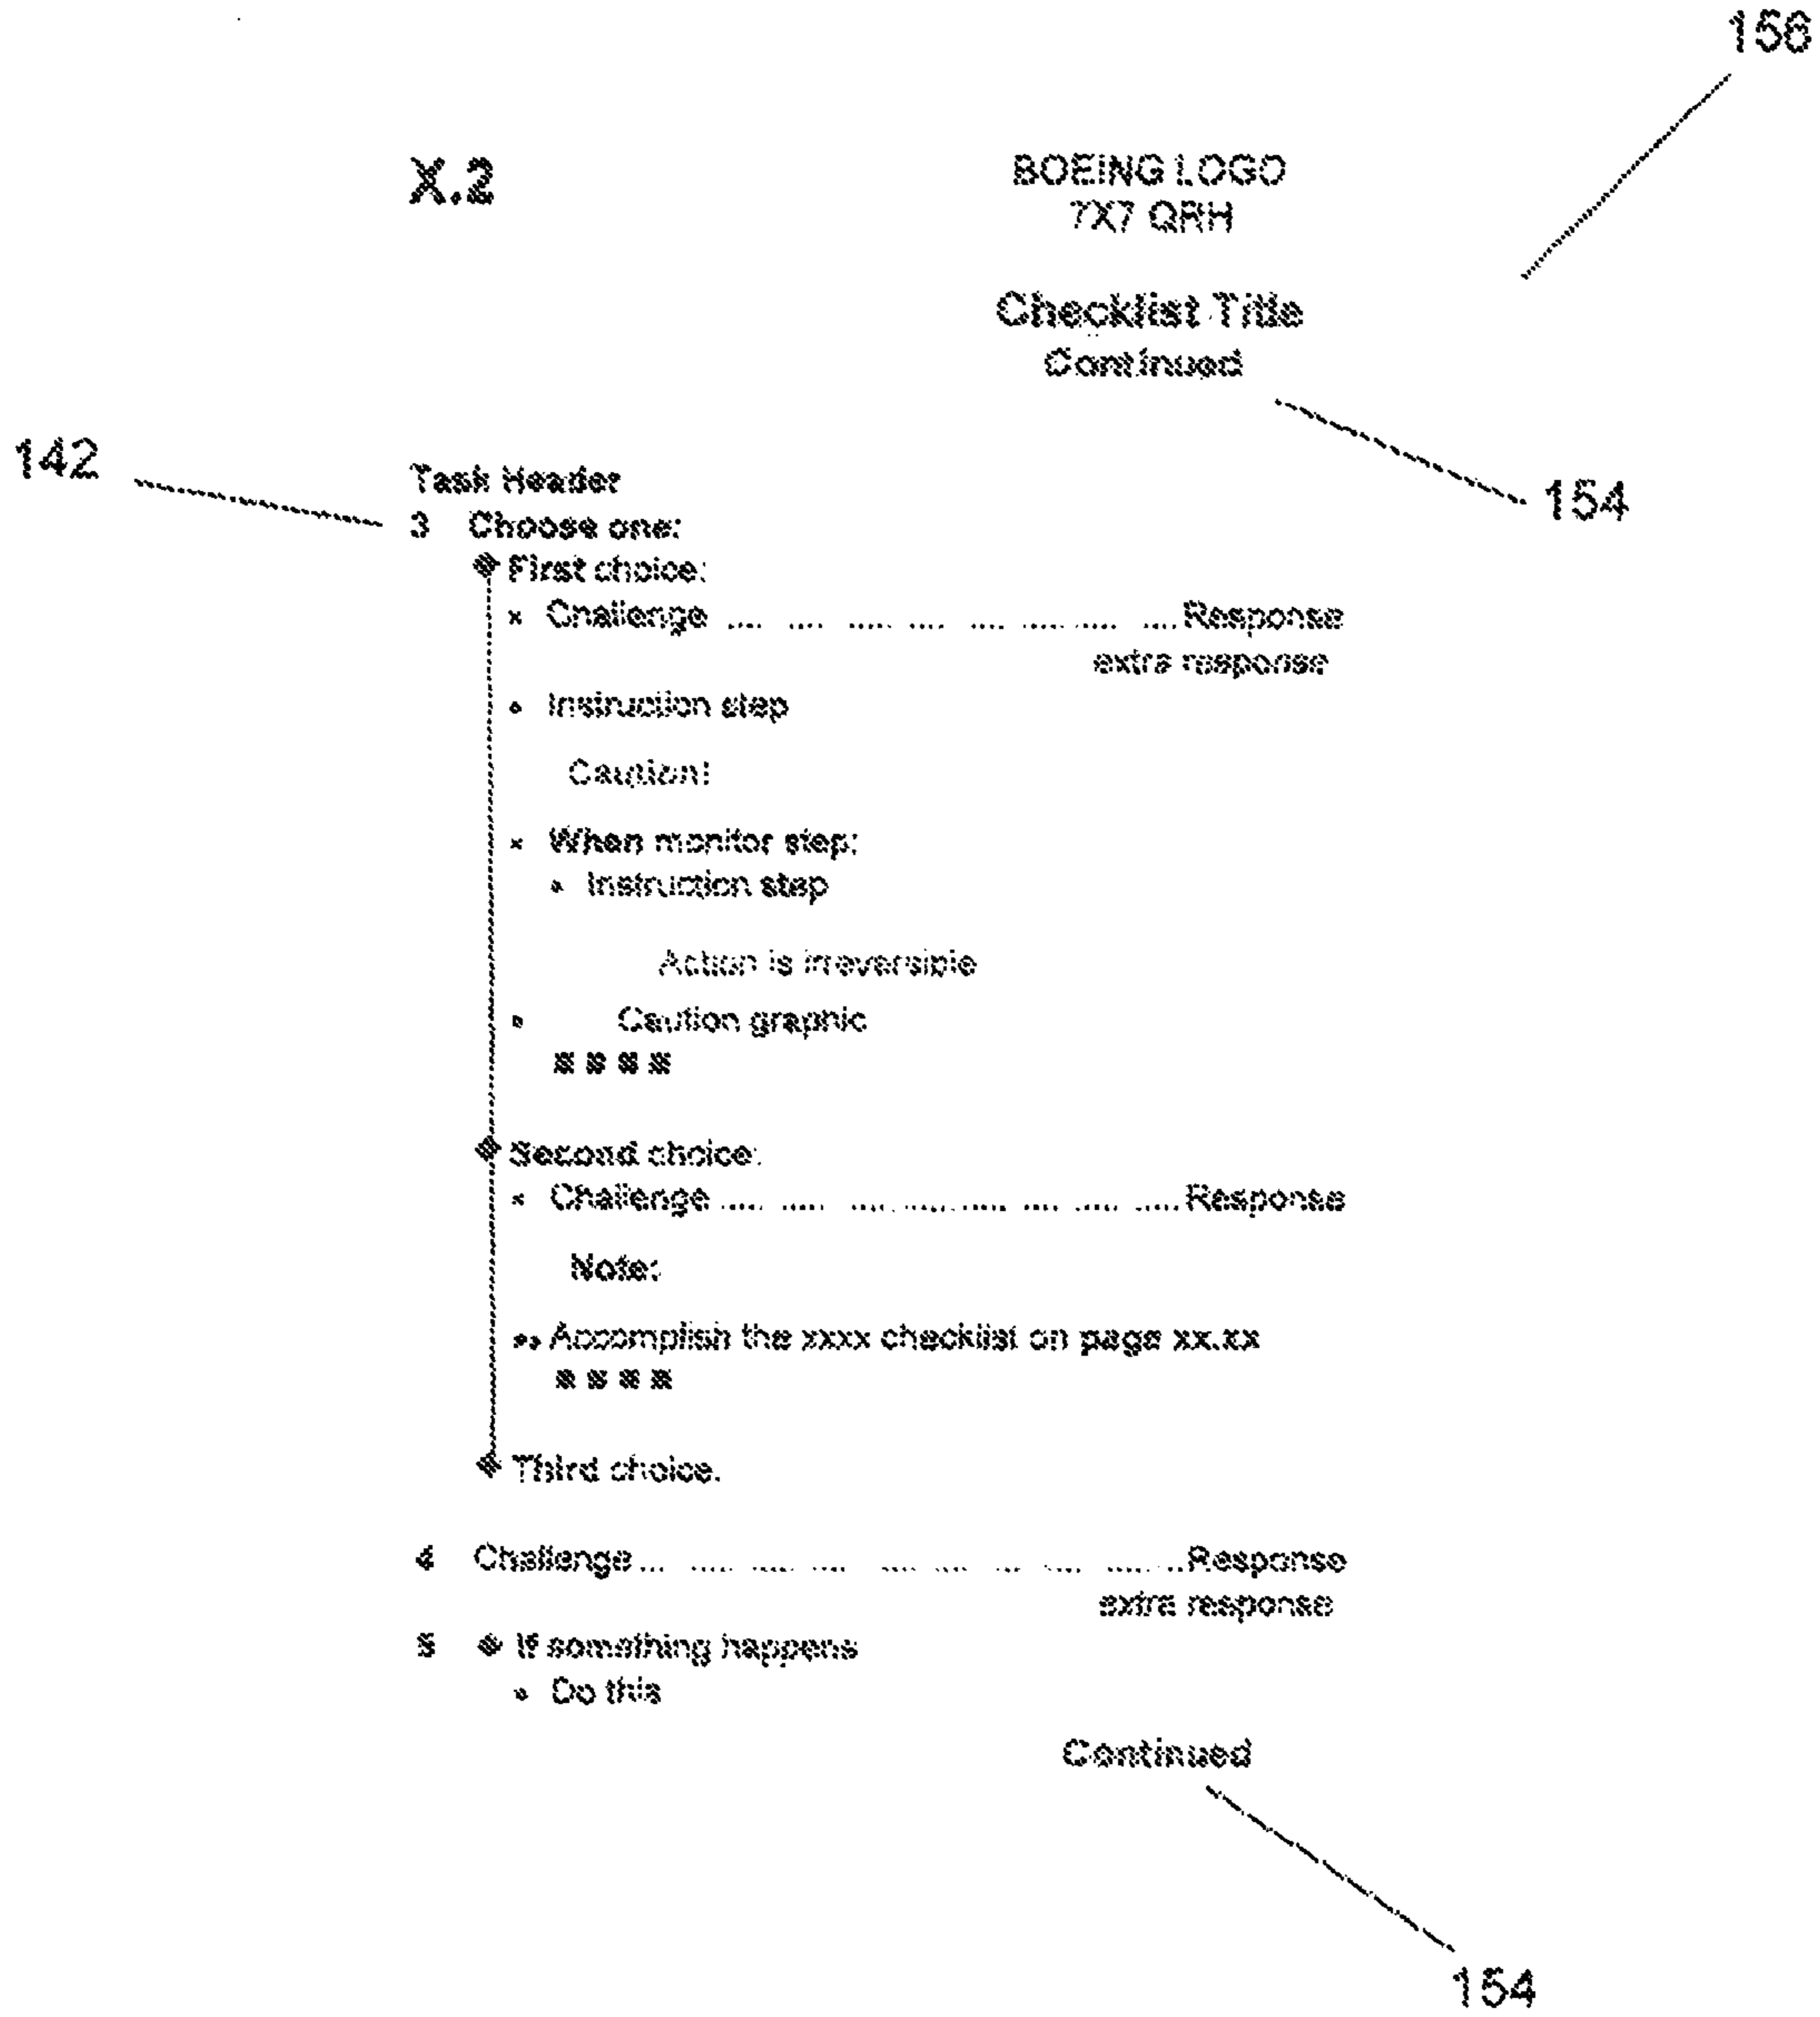 156
X.2
BOEING LOGO
7X7 QRH
Checklist Title
Continued
142
154
Task Header
3 Choose one:
First choice:
Challenge .... .... .... .... .... .... .... .... Response
extra response
Instruction step
Caution!
When monitor step:
Instruction step
Action is irreversible
Caution graphic
Second choice:
Challenge .... .... .... .... .... .... .... .... Response
Note:
Accomplish the xxxx checklist on page xx.xx
Third choice.
4 Challenge .... .... .... .... .... .... .... .... .... Response
extra response
5 If something happens
Do this
Continued
154